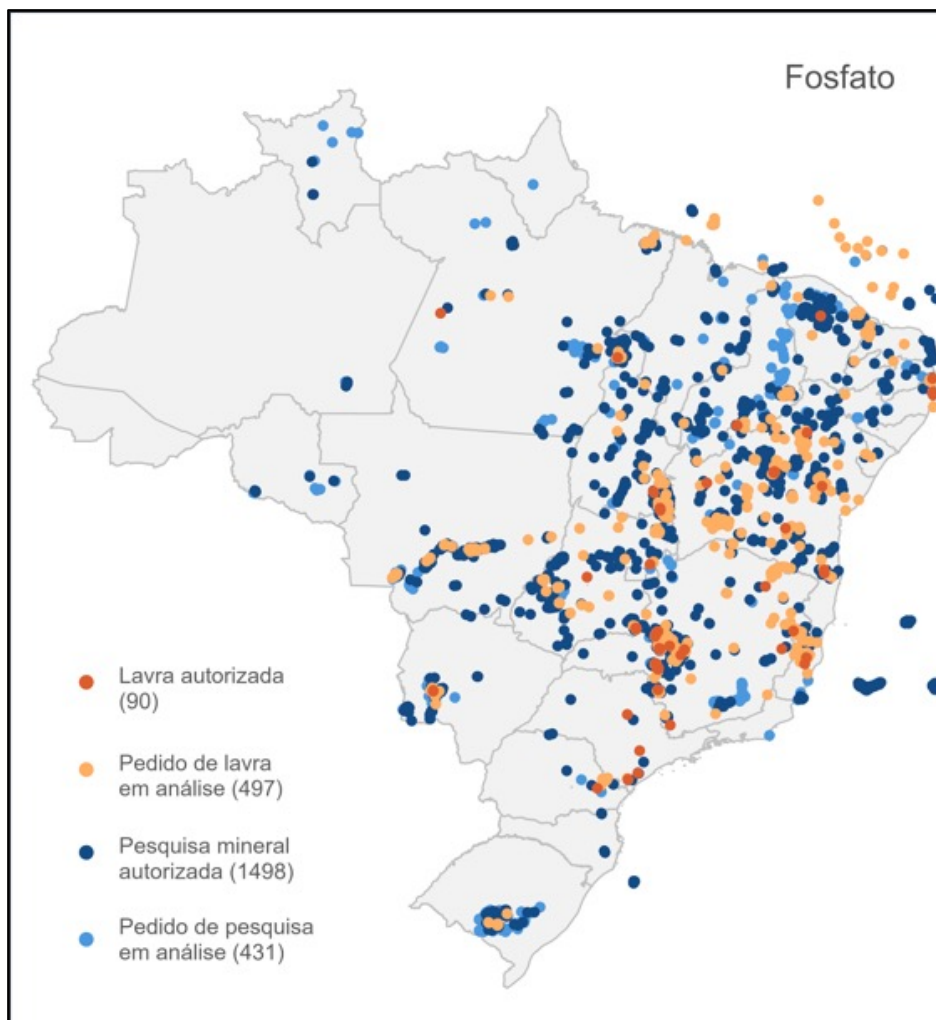 Fosfato
Lavra autorizada
(90)
Pedido de lavra
em análise (497)
Pesquisa mineral
autorizada (1498)
Pedido de pesquisa
em análise (431)